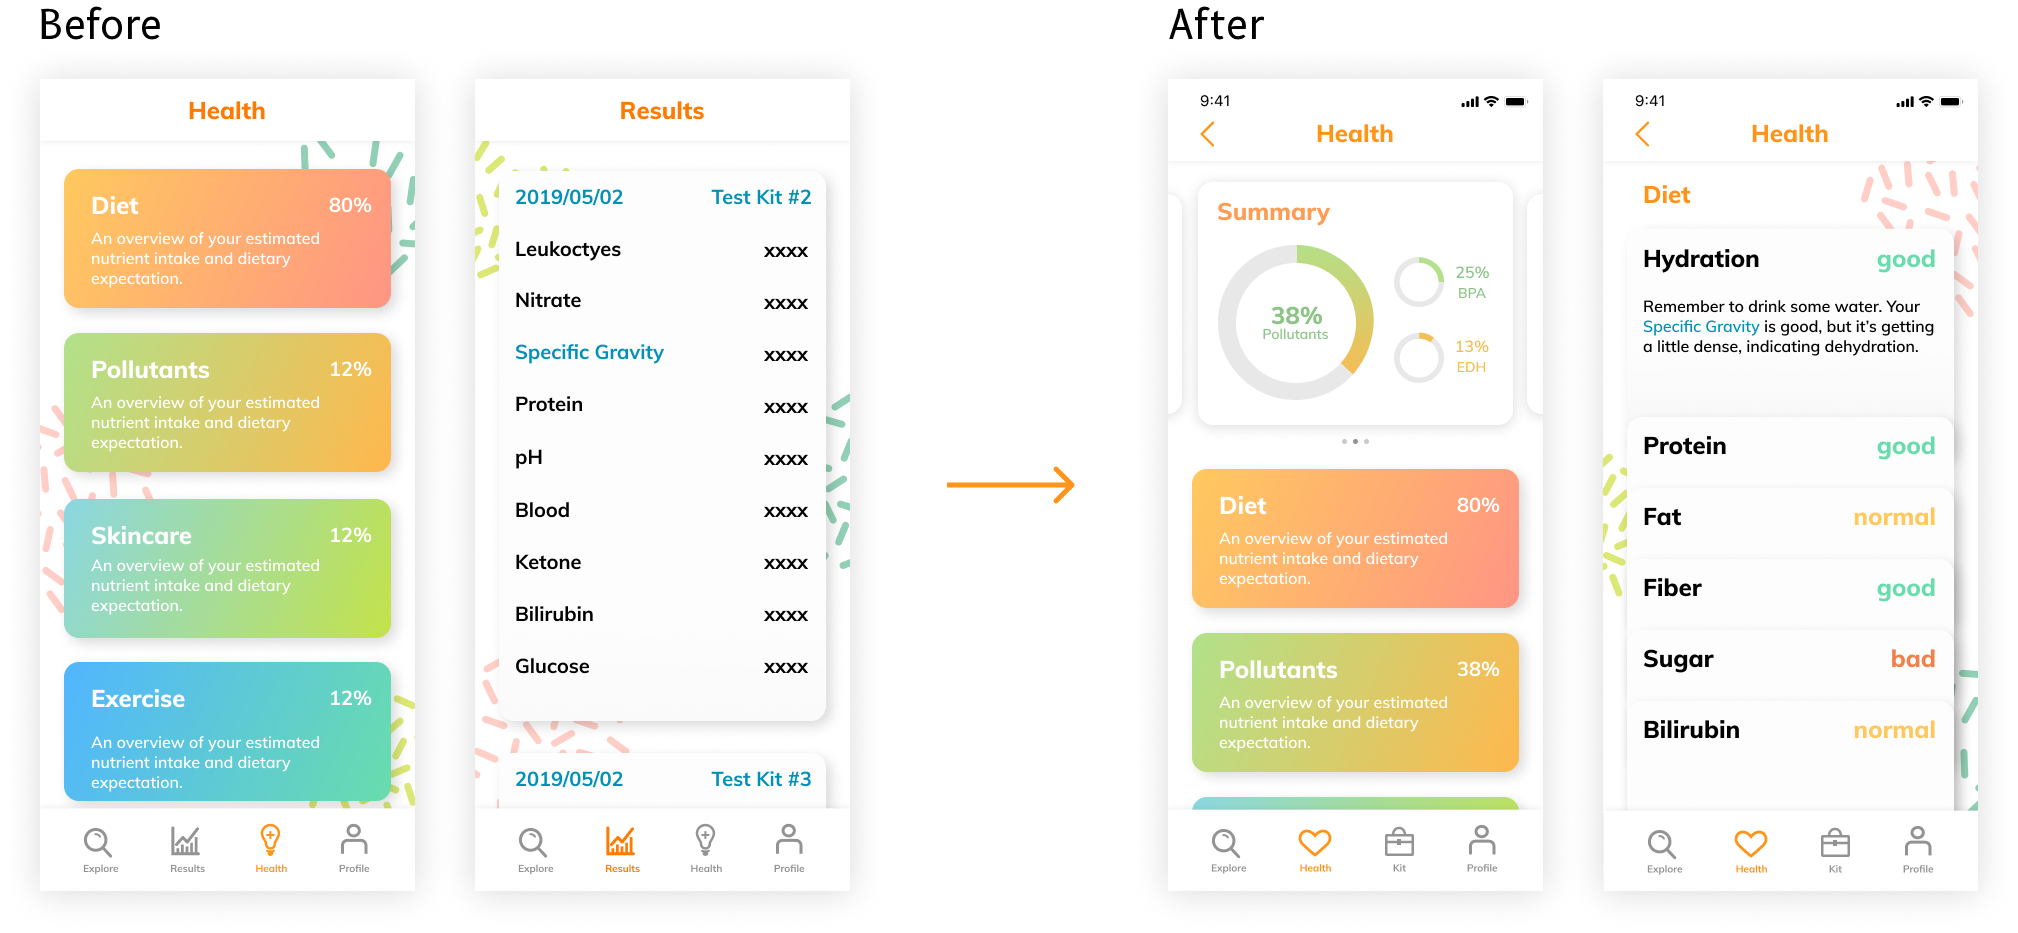 Before
After
Health
Diet 80%
An overview of your estimated
nutrient intake and dietary
expectation.
Pollutants 12%
An overview of your estimated
nutrient intake and dietary
expectation.
Skincare 12%
An overview of your estimated
nutrient intake and dietary
expectation.
Exercise 12%
An overview of your estimated
nutrient intake and dietary
expectation.
Explore Results Health Profile
Results
2019/05/02 Test Kit #2
Leukoctyes xxxx
Nitrate xxxx
Specific Gravity xxxx
Protein xxxx
pH xxxx
Blood xxxx
Ketone xxxx
Bilirubin xxxx
Glucose xxxx
2019/05/02 Test Kit #3
Explore Results Health Profile
9:41
Health
Summary
38%
Pollutants
25%
BPA
13%
EDH
Diet 80%
An overview of your estimated
nutrient intake and dietary
expectation.
Pollutants 38%
An overview of your estimated
nutrient intake and dietary
expectation.
Explore Health Kit Profile
9:41
Health
Diet
Hydration good
Remember to drink some water. Your
Specific Gravity is good, but it's getting
a little dense, indicating dehydration.
Protein good
Fat normal
Fiber good
Sugar bad
Bilirubin normal
Explore Health Kit Profile